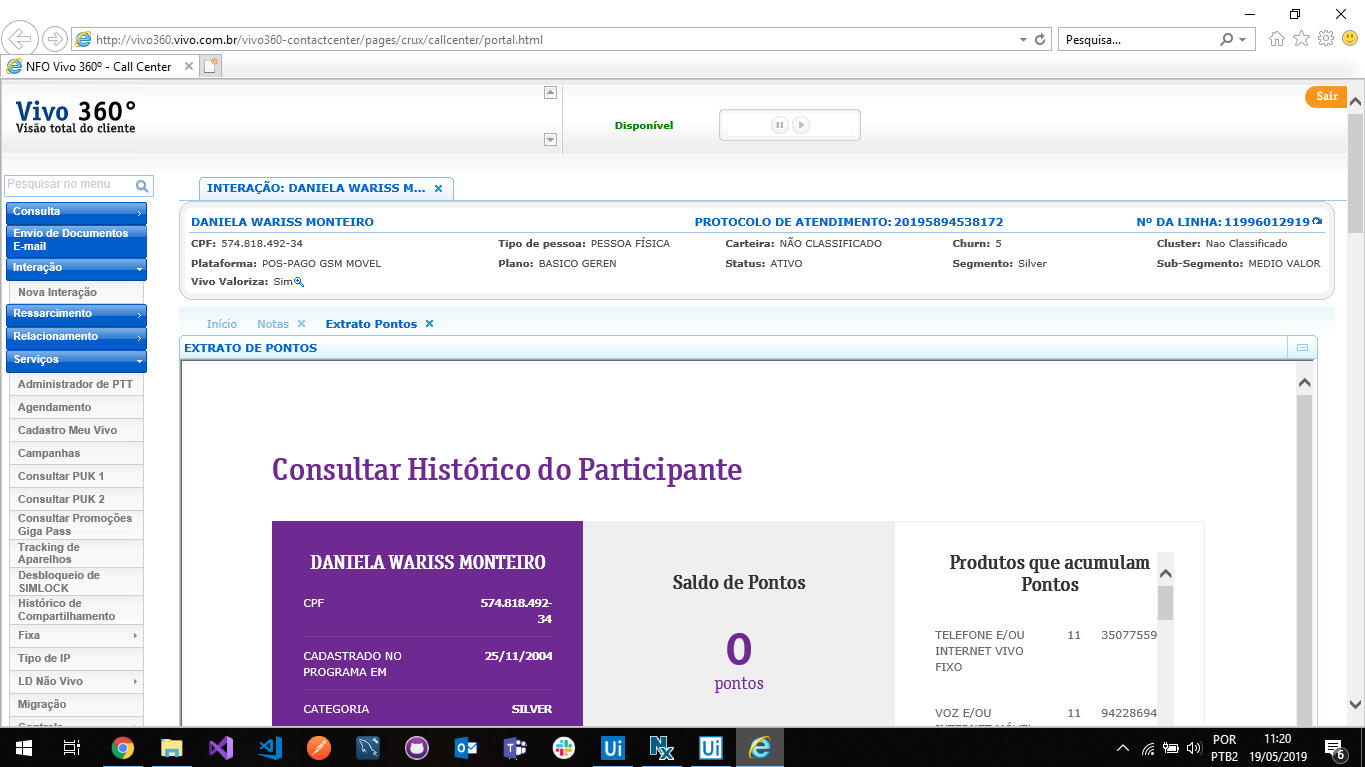 http://vivo360.vivo.com.br/vivo360-contactcenter/pages/crux/callcenter/portal.html
Pesquisa...
NFO Vivo 360º - Call Center
Vivo 360°
Visão total do cliente
Disponível
Sair
Pesquisar no menu
Consulta
Envio de Documentos
E-mail
Interação
Nova Interação
Ressarcimento
Relacionamento
Serviços
Administrador de PTT
Agendamento
Cadastro Meu Vivo
Campanhas
Consultar PUK 1
Consultar PUK 2
Consultar Promoções
Giga Pass
Tracking de
Aparelhos
Desbloqueio de
SIMLOCK
Histórico de
Compartilhamento
Fixa
Tipo de IP
LD Não Vivo
Migração
INTERAÇÃO: DANIELA WARISS M...
DANIELA WARISS MONTEIRO PROTOCOLO DE ATENDIMENTO: 20195894538172 Nº DA LINHA: 11996012919
CPF: 574.818.492-34 Tipo de pessoa: PESSOA FÍSICA Carteira: NÃO CLASSIFICADO Churn: 5 Cluster: Nao Classificado
Plataforma: POS-PAGO GSM MOVEL Plano: BASICO GEREN Status: ATIVO Segmento: Silver Sub-Segmento: MEDIO VALOR
Vivo Valoriza: Sim
Início Notas Extrato Pontos
EXTRATO DE PONTOS
Consultar Histórico do Participante
DANIELA WARISS MONTEIRO
CPF 574.818.492-
34
CADASTRADO NO 25/11/2004
PROGRAMA EM
CATEGORIA SILVER
Saldo de Pontos
0
pontos
Produtos que acumulam
Pontos
TELEFONE E/OU 11 35077559
INTERNET VIVO
FIXO
VOZ E/OU 11 94228694
POR
PTB2
11:20
19/05/2019
6